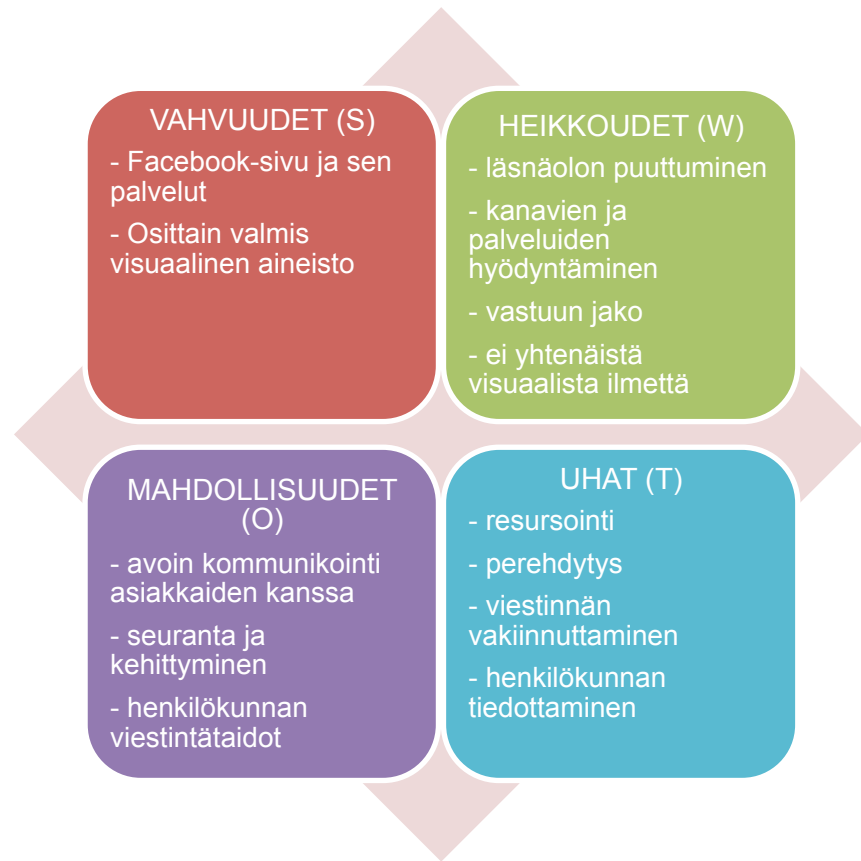 VAHVUUDET (S)
- Facebook-sivu ja sen
palvelut
- Osittain valmis
visuaalinen aineisto
HEIKKOUDET (W)
- läsnäolon puuttuminen
- kanavien ja
palveluiden
hyödyntäminen
- vastuun jako
- ei yhtenäistä
visuaalista ilmettä
MAHDOLLISUUDET
(O)
- avoin kommunikointi
asiakkaiden kanssa
- seuranta ja
kehittyminen
- henkilökunnan
viestintätaidot
UHAT (T)
- resursointi
- perehdytys
- viestinnän
vakiinnuttaminen
- henkilökunnan
tiedottaminen